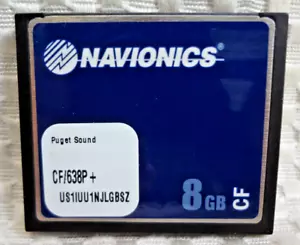 NAVIONICS
Puget Sound
CF/638P+
US1IUU1NJLGBSZ
8GB CF